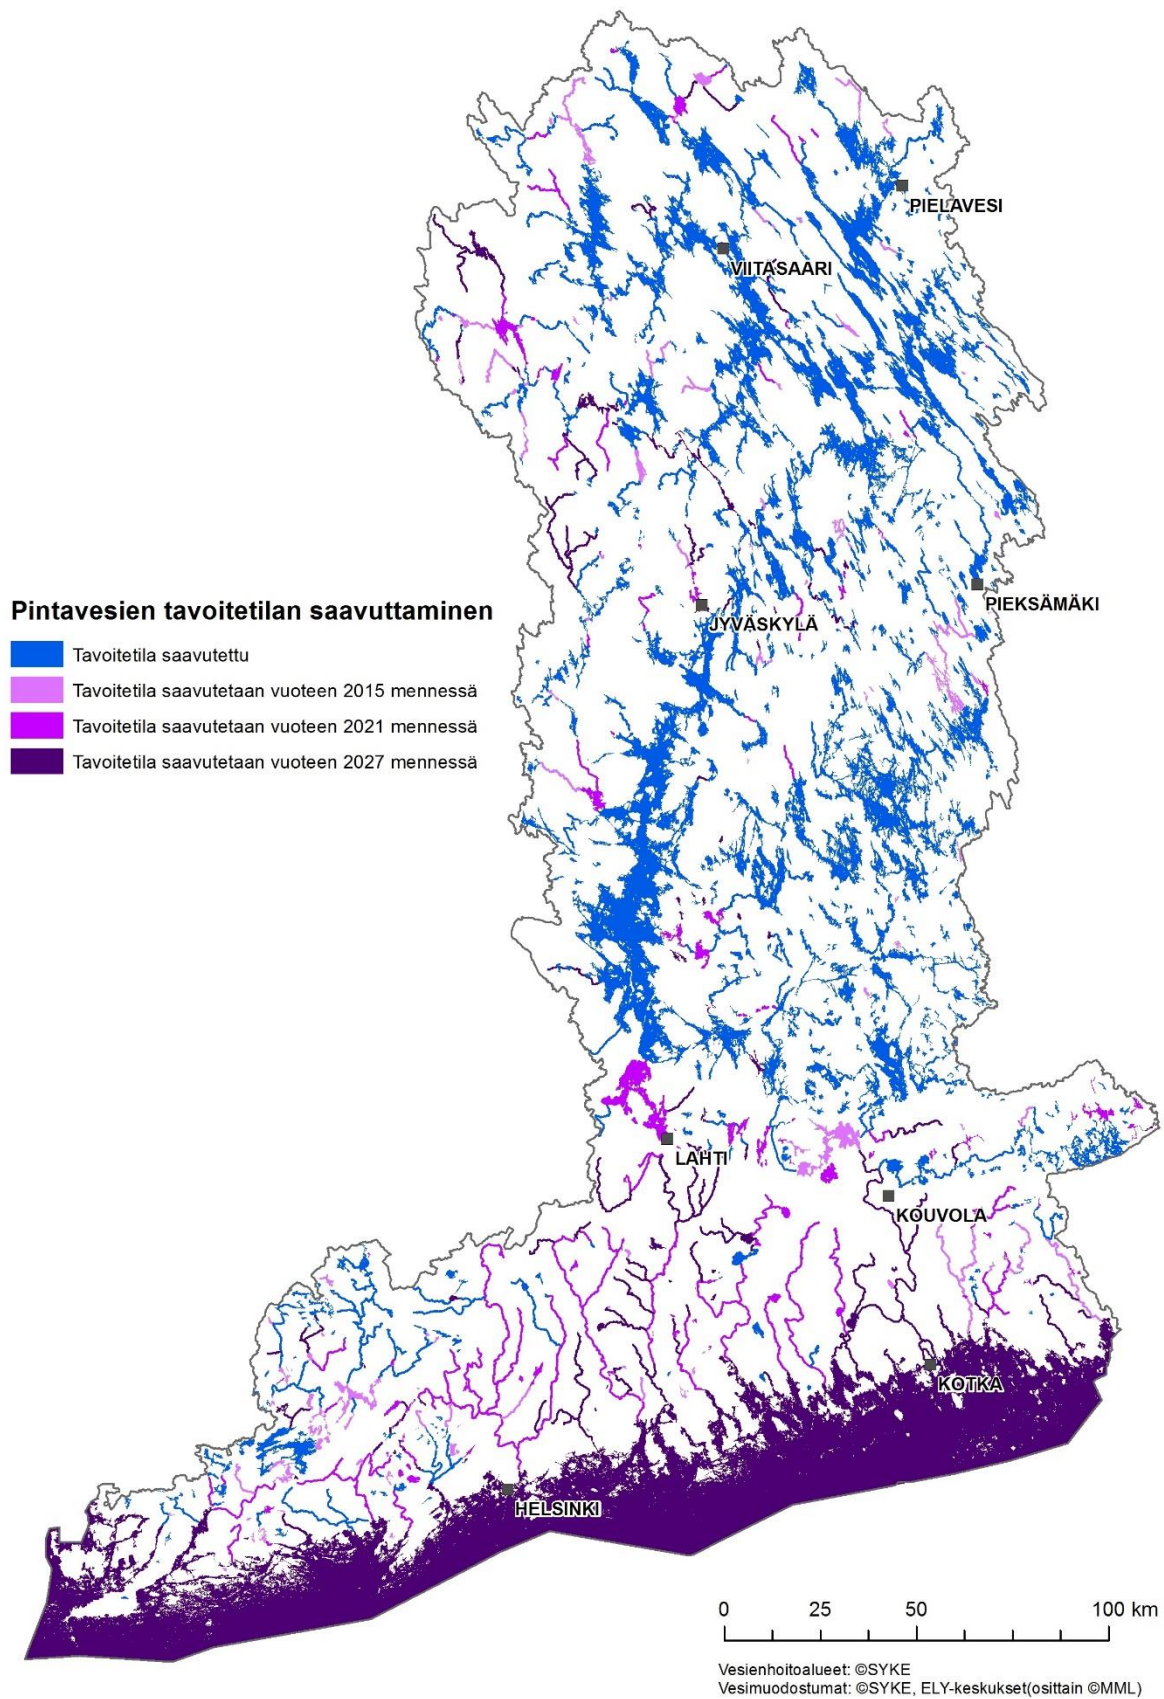 PIELAVESI
VIITASAARI
Pintavesien tavoitetilan saavuttaminen
Tavoitetila saavutettu
Tavoitetila saavutetaan vuoteen 2015 mennessä
Tavoitetila saavutetaan vuoteen 2021 mennessä
Tavoitetila saavutetaan vuoteen 2027 mennessä
PIEKSÄMÄKI
JYVÄSKYLÄ
LAHTI
KOUVOLA
KOTKA
HELSINKI
0 25 50 100 km
Vesienhoitoalueet: ©SYKE
Vesimuodostumat: ©SYKE, ELY-keskukset(osittain ©MML)